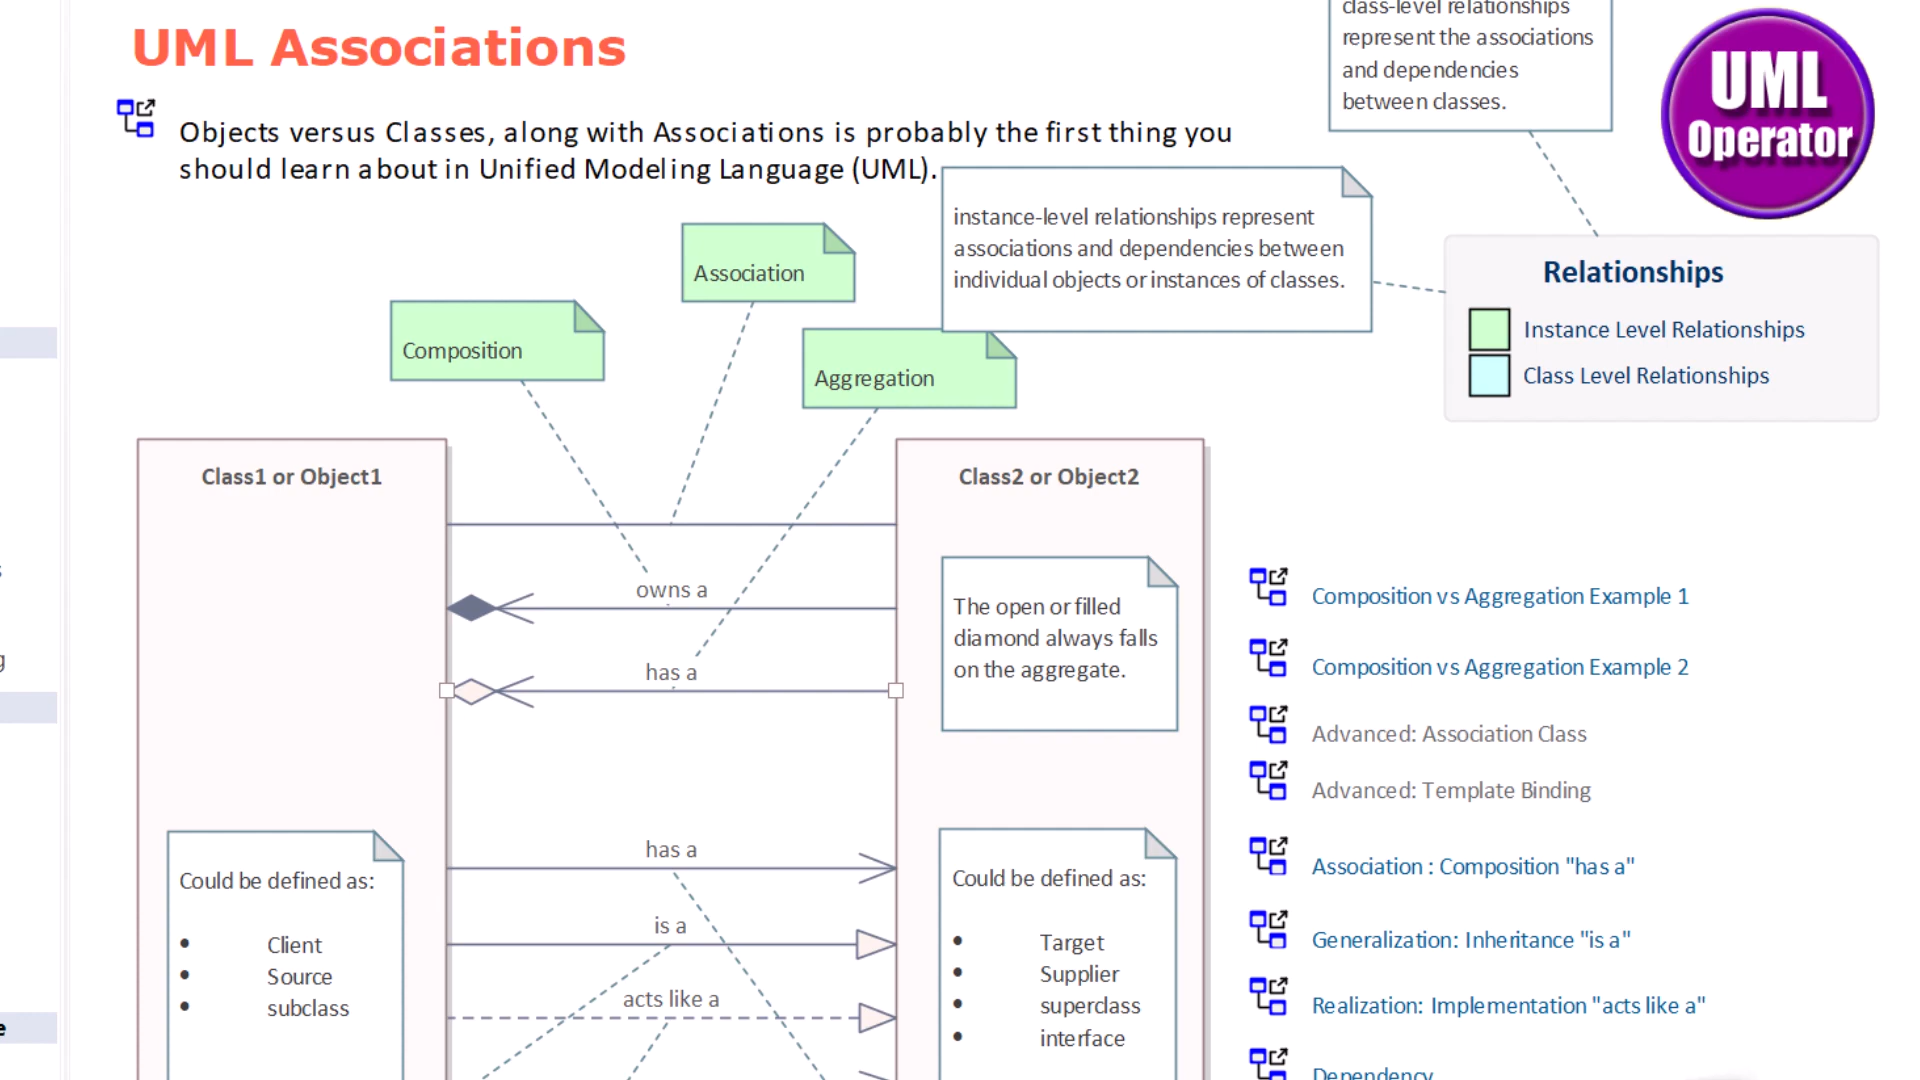 UML Associations
class-level relationships
represent the associations
and dependencies
between classes.
UML
Operator
Objects versus Classes, along with Associations is probably the first thing you
should learn about in Unified Modeling Language (UML).
instance-level relationships represent
associations and dependencies between
individual objects or instances of classes.
Association
Composition
Aggregation
Relationships
Instance Level Relationships
Class Level Relationships
Class1 or Object1
Class2 or Object2
owns a
has a
The open or filled
diamond always falls
on the aggregate.
has a
is a
acts like a
Could be defined as:
• Client
• Source
• subclass
Could be defined as:
• Target
• Supplier
• superclass
• interface
Composition vs Aggregation Example 1
Composition vs Aggregation Example 2
Advanced: Association Class
Advanced: Template Binding
Association : Composition "has a"
Generalization: Inheritance "is a"
Realization: Implementation "acts like a"
Dependency